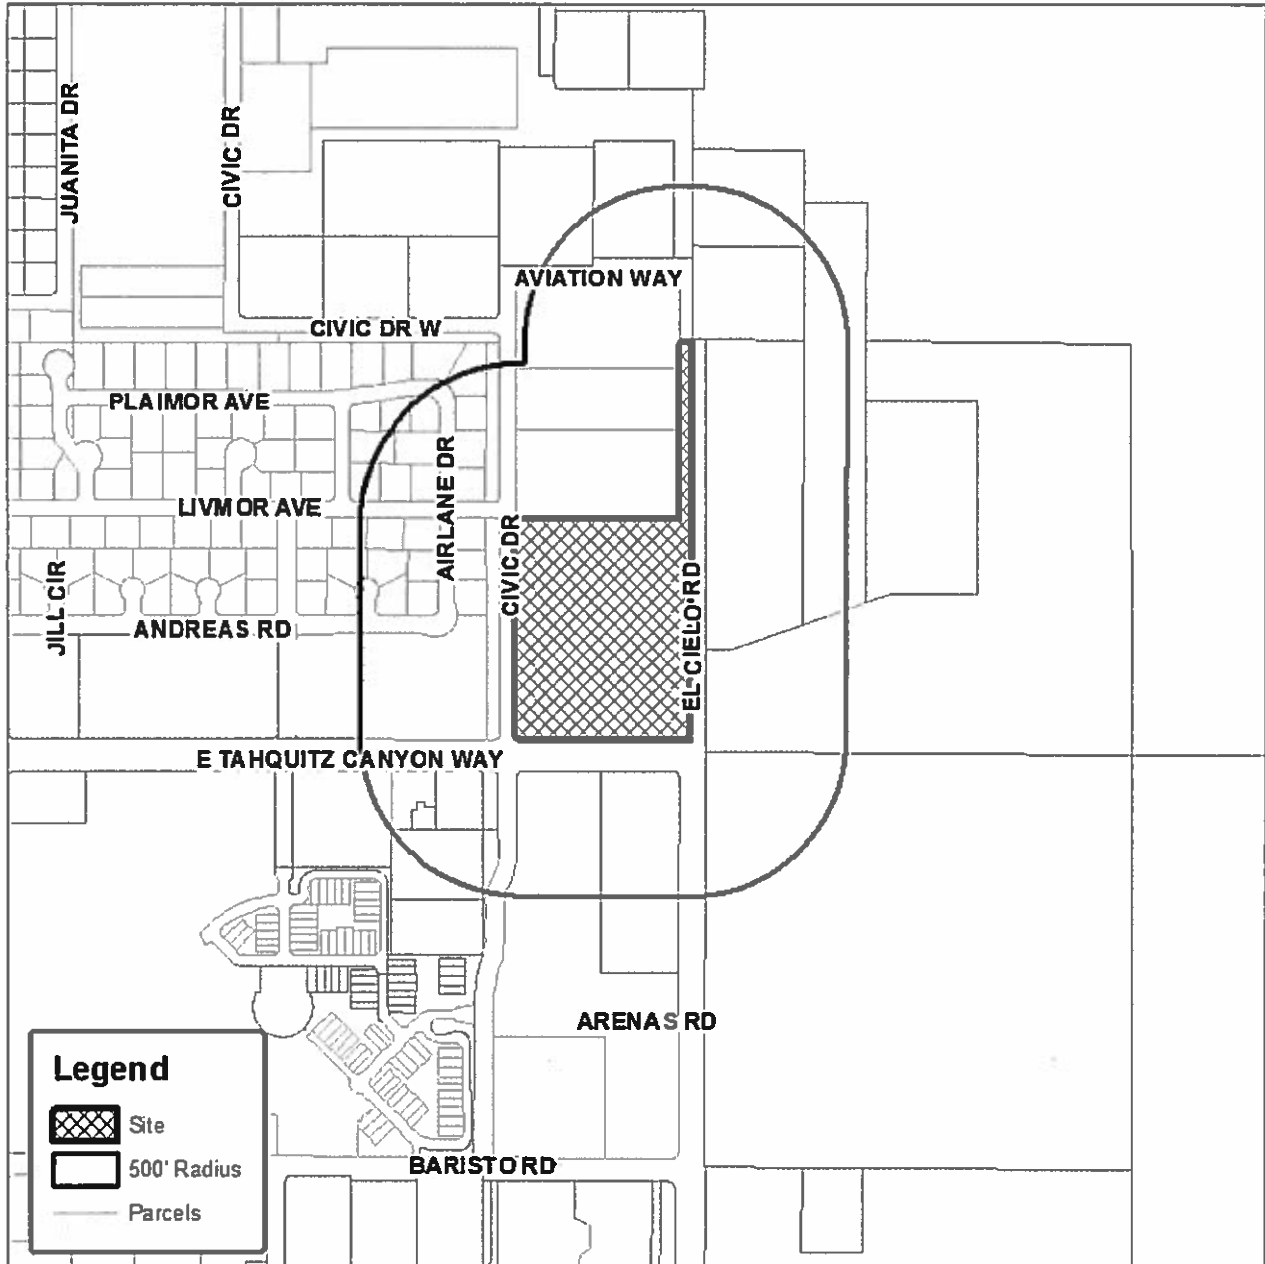 JUANITA DR
CIVIC DR
AVIATION WAY
CIVIC DR W
PLAIMOR AVE
AIRLANE DR
LIVMOR AVE
CIVIC DR
JILL CIR
EL CIELO RD
ANDREAS RD
E TAHQUITZ CANYON WAY
ARENAS RD
Legend
Site
500' Radius
Parcels
BARISTO RD